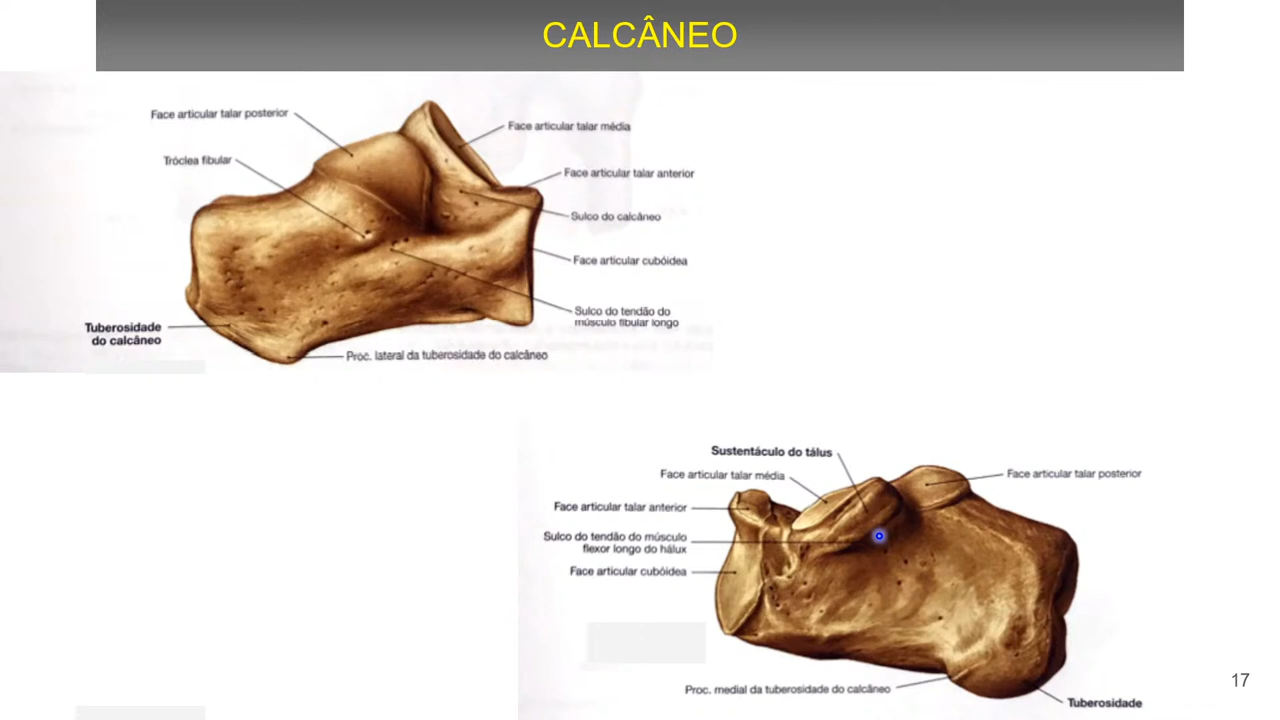 CALCÂNEO
Face articular talar posterior
Face articular talar média
Tróclea fibular
Face articular talar anterior
Sulco do calcâneo
Face articular cubóidea
Sulco do tendão do
músculo fibular longo
Tuberosidade
do calcâneo
Proc. lateral da tuberosidade do calcâneo
Sustentáculo do tálus
Face articular talar média
Face articular talar posterior
Face articular talar anterior
Sulco do tendão do músculo
flexor longo do hálux
Face articular cubóidea
Proc. medial da tuberosidade do calcâneo
Tuberosidade
17